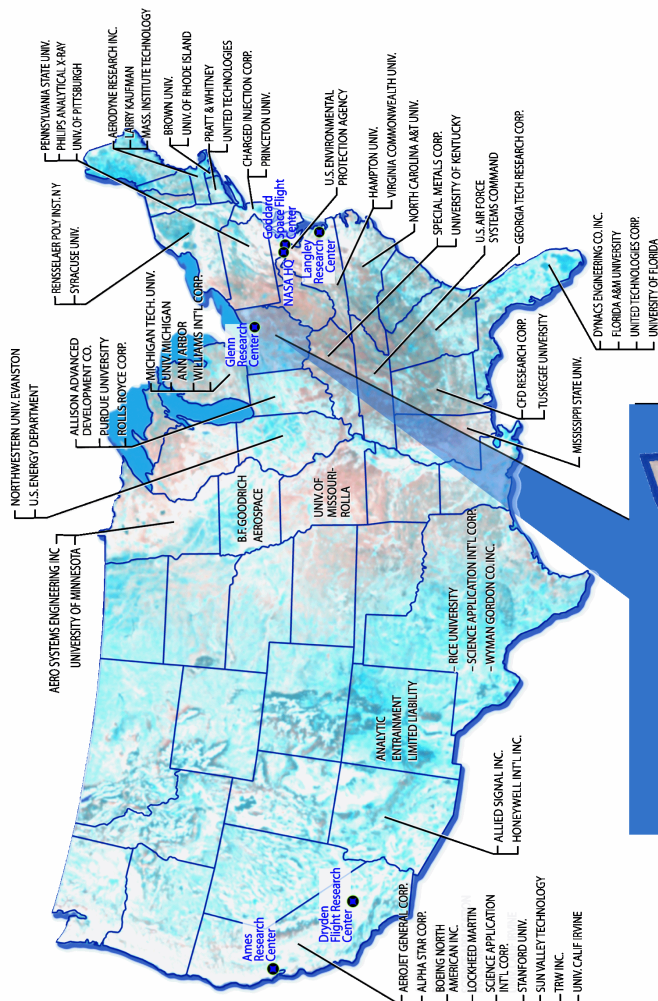 PENNSYLVANIA STATE UNIV.
PHILIPS ANALYTICAL X-RAY
UNIV. OF PITTSBURGH
AERODYNE RESEARCH INC.
LARRY KAUFMAN
MASS. INSTITUTE TECHNOLOGY
BROWN UNIV.
UNIV. OF RHODE ISLAND
PRATT & WHITNEY
UNITED TECHNOLOGIES
CHARGED INJECTION CORP.
PRINCETON UNIV.
U.S. ENVIRONMENTAL
PROTECTION AGENCY
HAMPTON UNIV.
VIRGINIA COMMONWEALTH UNIV.
NORTH CAROLINA A&T UNIV.
SPECIAL METALS CORP.
UNIVERSITY OF KENTUCKY
U.S. AIR FORCE
SYSTEMS COMMAND
GEORGIA TECH RESEARCH CORP.
RENSSELAER POLY INST. NY
SYRACUSE UNIV.
Goddard
Space Flight
Center
NASA HQ
Langley
Research
Center
DYNACS ENGINEERING CO. INC.
FLORIDA A&M UNIVERSITY
UNITED TECHNOLOGIES CORP.
UNIVERSITY OF FLORIDA
NORTHWESTERN UNIV. EVANSTON
U.S. ENERGY DEPARTMENT
ALLISON ADVANCED
DEVELOPMENT CO.
PURDUE UNIVERSITY
ROLLS ROYCE CORP.
MICHIGAN TECH. UNIV.
UNIV. MICHIGAN
ANN ARBOR
WILLIAMS INT'L. CORP.
Glenn
Research
Center
CFD RESEARCH CORP.
TUSKEGEE UNIVERSITY
MISSISSIPPI STATE UNIV.
AERO SYSTEMS ENGINEERING INC
UNIVERSITY OF MINNESOTA
B.F. GOODRICH
AEROSPACE
UNIV. OF
MISSOURI-
ROLLA
RICE UNIVERSITY
SCIENCE APPLICATION INT'L CORP.
WYMAN GORDON CO. INC.
ANALYTIC
ENTRAINMENT
LIMITED LIABILITY
ALLIED SIGNAL INC.
HONEYWELL INT'L INC.
Ames
Research
Center
Dryden
Flight Research
Center
AEROJET GENERAL CORP.
ALPHA STAR CORP.
BOEING NORTH
AMERICAN INC.
LOCKHEED MARTIN
SCIENCE APPLICATION
INT'L CORP.
STANFORD UNIV.
SUN VALLEY TECHNOLOGY
TRW INC.
UNIV. CALIF IRVINE